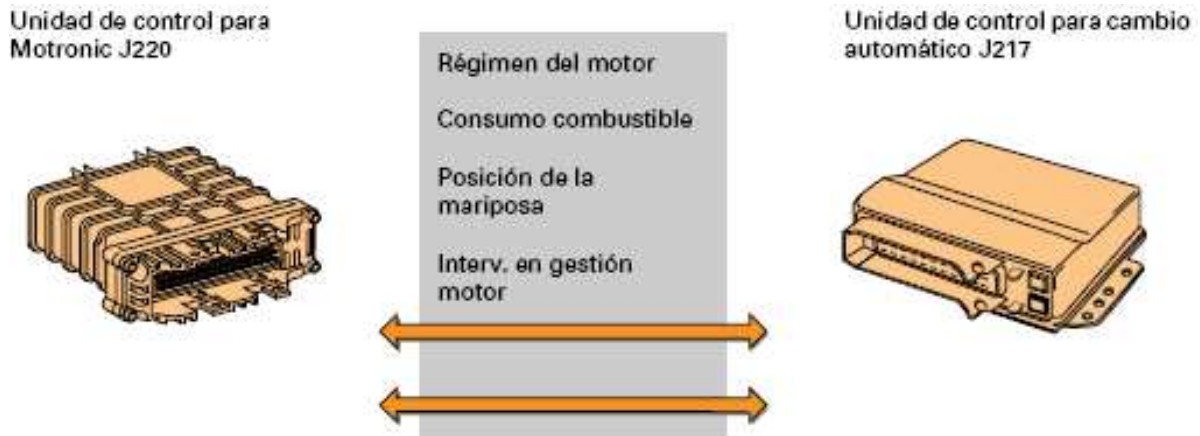 Unidad de control para
Motronic J220
Unidad de control para cambio
automático J217
Régimen del motor
Consumo combustible
Posición de la
mariposa
Interv. en gestión
motor